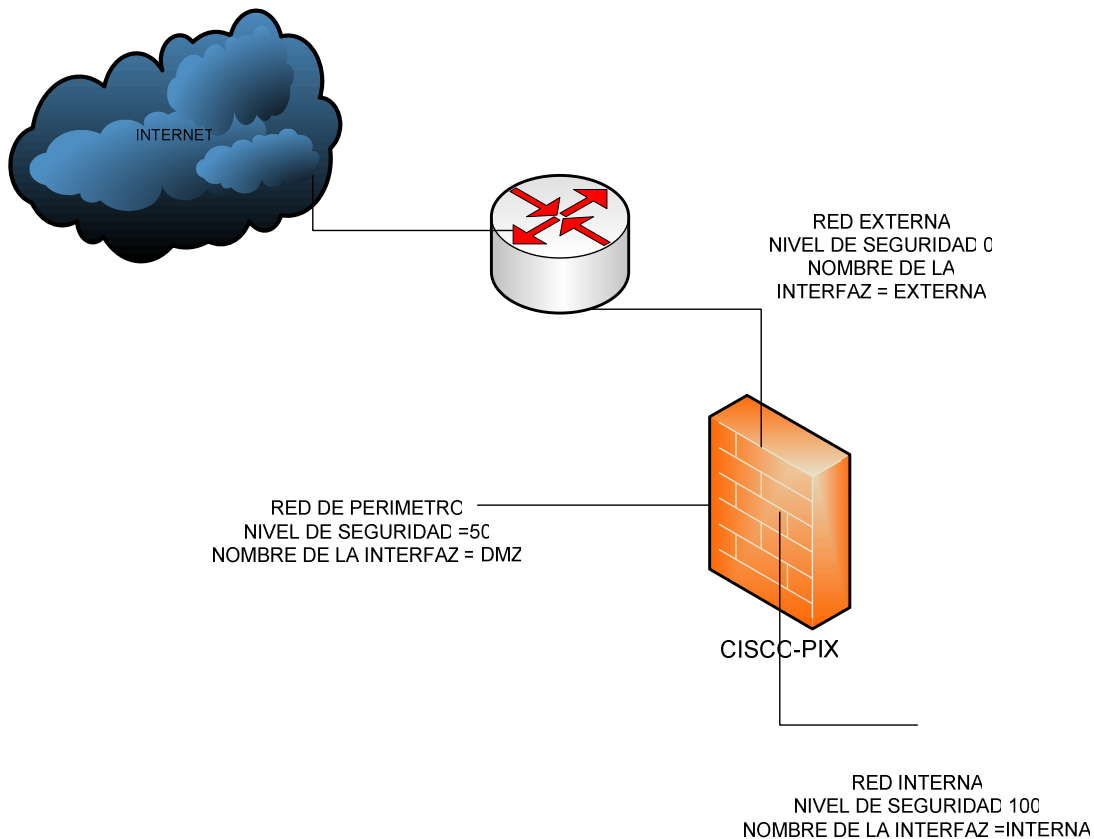 INTERNET
RED EXTERNA
NIVEL DE SEGURIDAD 0
NOMBRE DE LA
INTERFAZ = EXTERNA
RED DE PERIMETRO
NIVEL DE SEGURIDAD =50
NOMBRE DE LA INTERFAZ = DMZ
CISCO-PIX
RED INTERNA
NIVEL DE SEGURIDAD 100
NOMBRE DE LA INTERFAZ =INTERNA